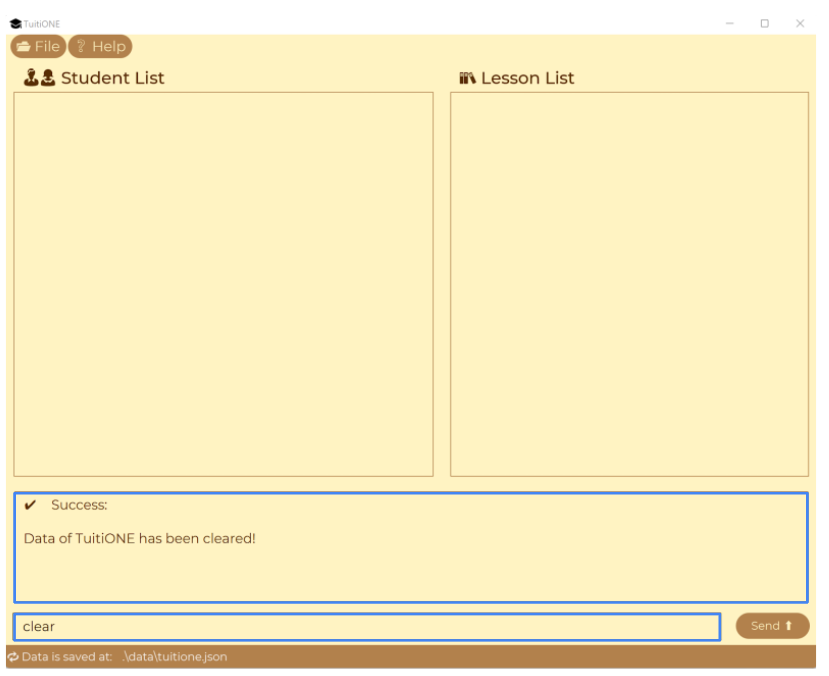 TuitiONE
File
Help
Student List
Lesson List
Success:
Data of TuitiONE has been cleared!
clear
Send
Data is saved at: .\data\tuitione.json